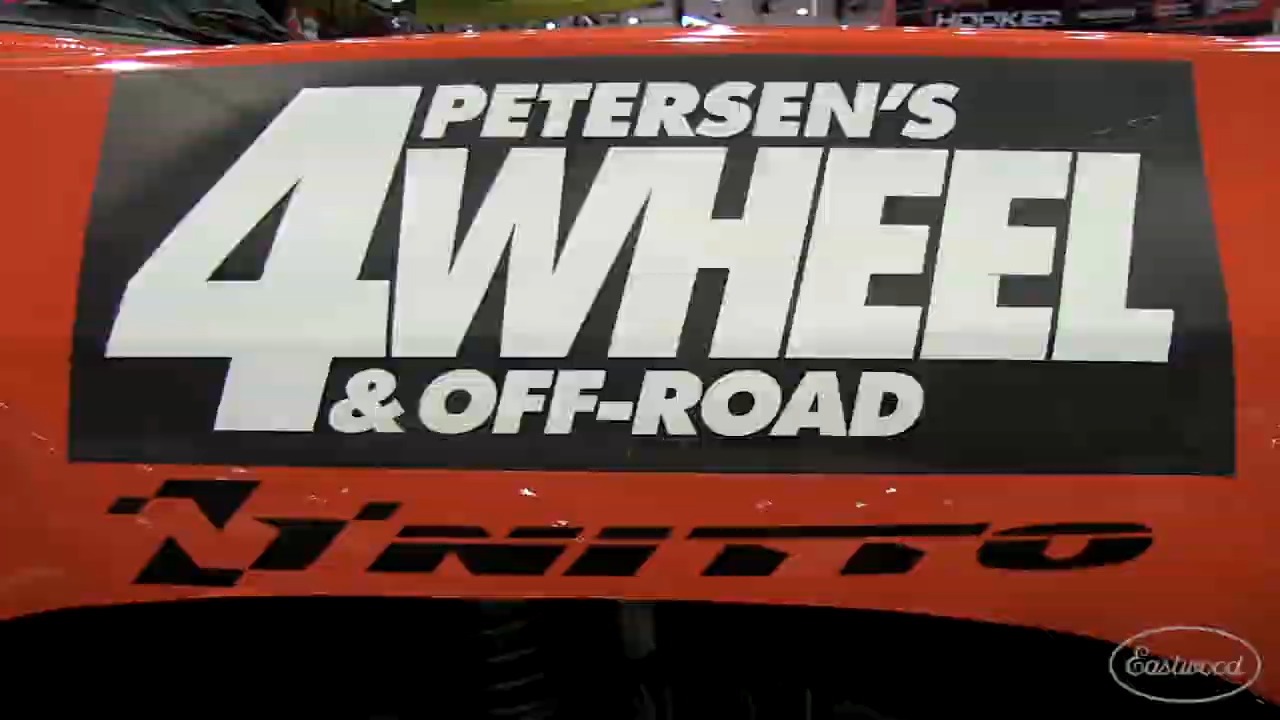 HOOKER
PETERSEN'S
4WHEEL
& OFF-ROAD
NITTO
Eastwood